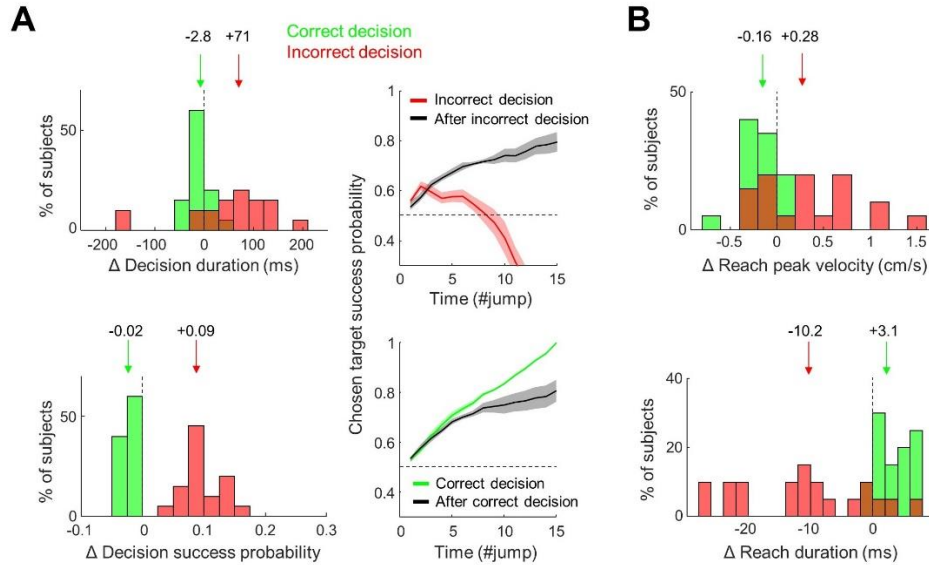 A
-2.8 +71
Correct decision
Incorrect decision
% of subjects
50
0
-200 -100 0 100 200
Δ Decision duration (ms)
-0.02 +0.09
% of subjects
50
0
-0.1 0 0.1 0.2 0.3
Δ Decision success probability
Chosen target success probability
Incorrect decision
After incorrect decision
1
0.8
0.6
0.4
0 5 10 15
Time (#jump)
1
0.8
0.6
0.4
Correct decision
After correct decision
0 5 10 15
Time (#jump)
B
-0.16 +0.28
% of subjects
50
0
-0.5 0 0.5 1 1.5
Δ Reach peak velocity (cm/s)
-10.2 +3.1
% of subjects
40
20
0
-20 -10 0
Δ Reach duration (ms)